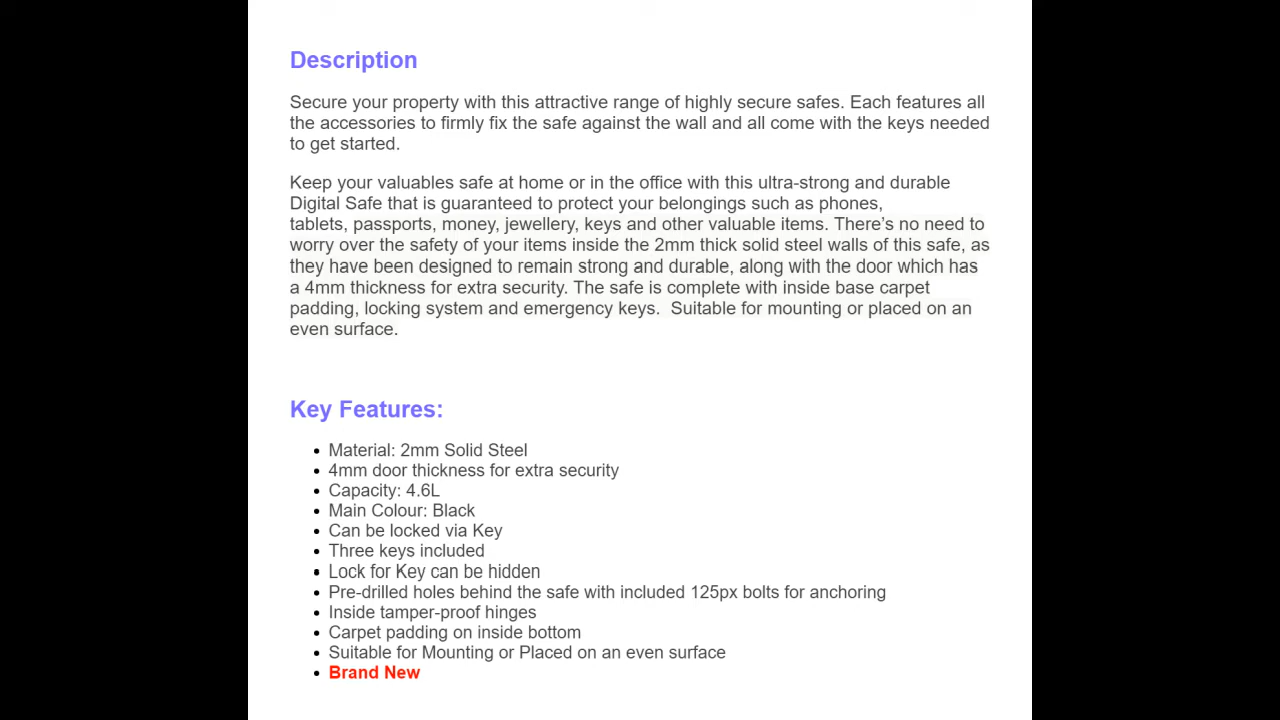 Description
Secure your property with this attractive range of highly secure safes. Each features all
the accessories to firmly fix the safe against the wall and all come with the keys needed
to get started.
Keep your valuables safe at home or in the office with this ultra-strong and durable
Digital Safe that is guaranteed to protect your belongings such as phones,
tablets, passports, money, jewellery, keys and other valuable items. There’s no need to
worry over the safety of your items inside the 2mm thick solid steel walls of this safe, as
they have been designed to remain strong and durable, along with the door which has
a 4mm thickness for extra security. The safe is complete with inside base carpet
padding, locking system and emergency keys.  Suitable for mounting or placed on an
even surface.
Key Features:
• Material: 2mm Solid Steel
• 4mm door thickness for extra security
• Capacity: 4.6L
• Main Colour: Black
• Can be locked via Key
• Three keys included
• Lock for Key can be hidden
• Pre-drilled holes behind the safe with included 125px bolts for anchoring
• Inside tamper-proof hinges
• Carpet padding on inside bottom
• Suitable for Mounting or Placed on an even surface
• Brand New